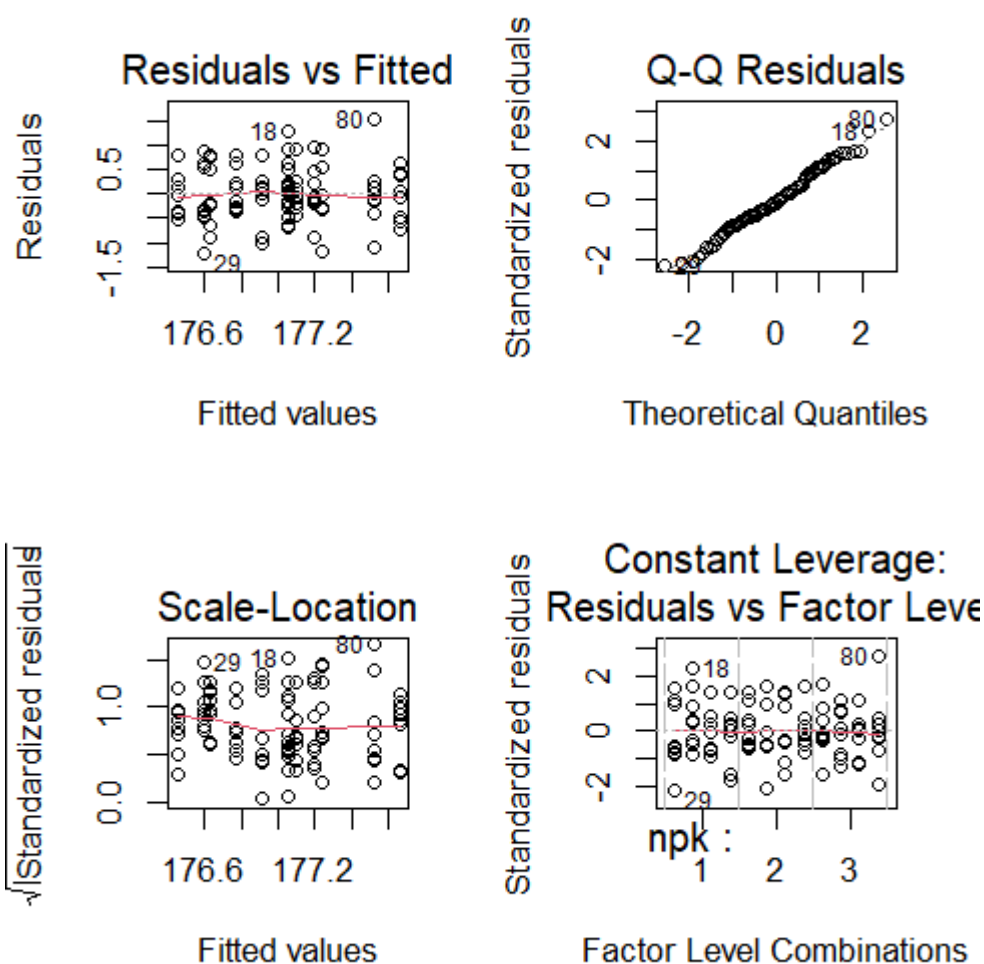 Residuals vs Fitted
Residuals
0.5
-1.5
18
80
29
176.6 177.2
Fitted values
Q-Q Residuals
Standardized residuals
2
0
-2
80
18
-2 0 2
Theoretical Quantiles
Scale-Location
√|Standardized residuals
1.0
0.0
29
18
80
176.6 177.2
Fitted values
Constant Leverage:
Residuals vs Factor Leve
Standardized residuals
2
0
-2
18
80
29
npk :
1 2 3
Factor Level Combinations